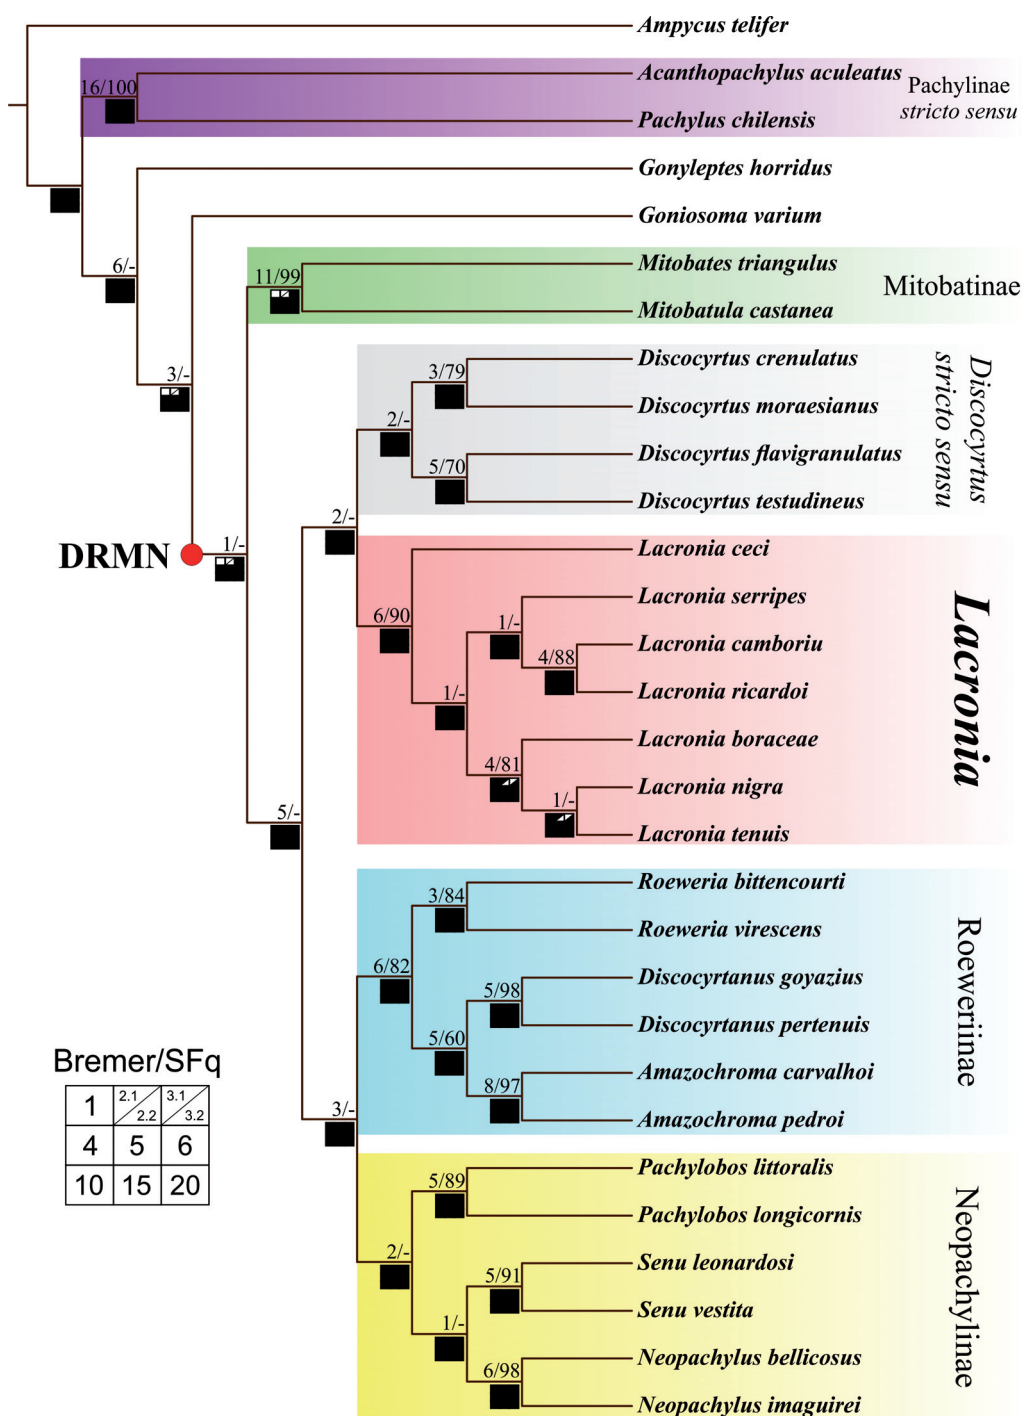 Ampycus telifer
16/100
Acanthopachylus aculeatus
Pachylinae
stricto sensu
Pachylus chilensis
Gonyleptes horridus
Goniosoma varium
6/-
11/99
Mitobates triangulus
Mitobatinae
Mitobatula castanea
3/-
3/79
Discocyrtus crenulatus
Discocyrtus
stricto sensu
Discocyrtus moraesianus
2/-
5/70
Discocyrtus flavigranulatus
Discocyrtus testudineus
2/-
DRMN
1/-
Lacronia ceci
Lacronia
6/90
Lacronia serripes
1/-
Lacronia camboriu
4/88
Lacronia ricardoi
1/-
Lacronia boraceae
4/81
Lacronia nigra
1/-
Lacronia tenuis
5/-
Roeweria bittencourti
3/84
Roeweria virescens
Roeweriinae
6/82
Discocyrtanus goyazius
5/98
Discocyrtanus pertenuis
5/60
Amazochroma carvalhoi
8/97
Amazochroma pedroi
3/-
Bremer/SFq
1 2.1 2.2 3.1 3.2
4 5 6
10 15 20
Pachylobos littoralis
5/89
Pachylobos longicornis
Neopachylinae
2/-
Senu leonardosi
5/91
Senu vestita
1/-
Neopachylus bellicosus
6/98
Neopachylus imaguirei